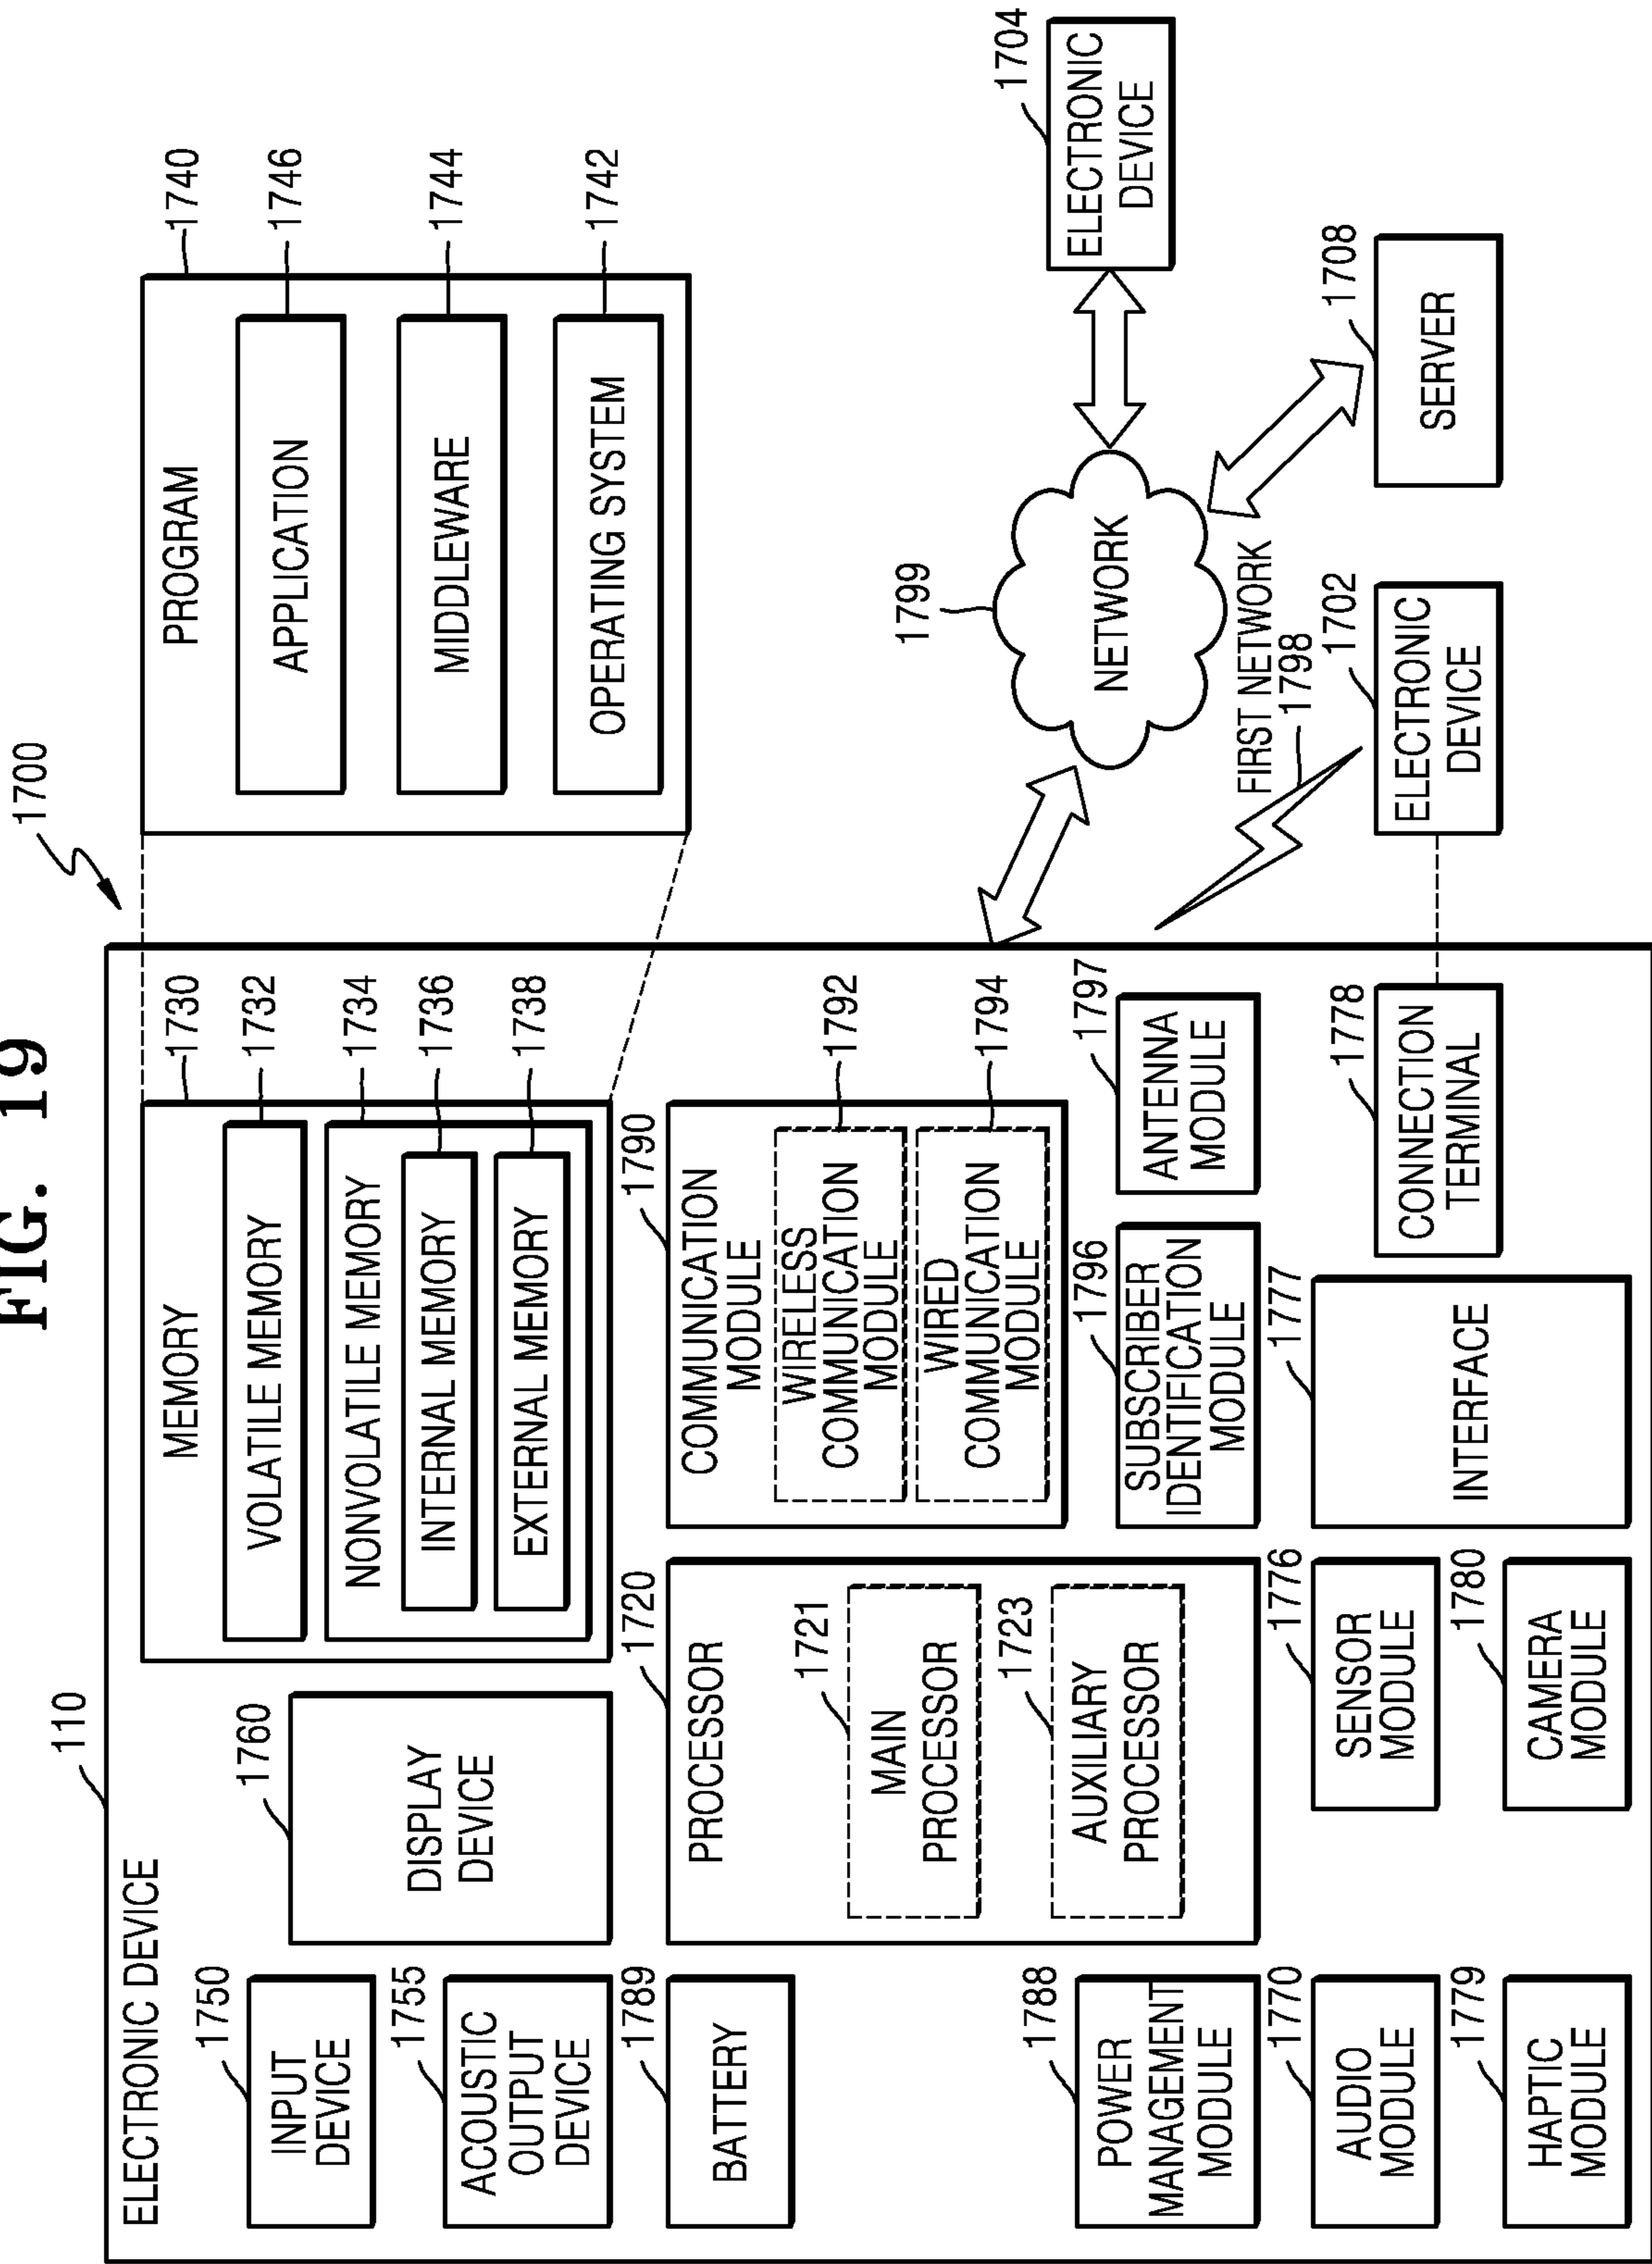 FIG. 19
1700
110
ELECTRONIC DEVICE
1750
INPUT
DEVICE
1755
ACOUSTIC
OUTPUT
DEVICE
1789
BATTERY
1788
POWER
MANAGEMENT
MODULE
1770
AUDIO
MODULE
1779
HAPTIC
MODULE
1760
DISPLAY
DEVICE
1720
PROCESSOR
1721
MAIN
PROCESSOR
1723
AUXILIARY
PROCESSOR
1776
SENSOR
MODULE
1780
CAMERA
MODULE
1730
MEMORY
1732
VOLATILE MEMORY
1734
NONVOLATILE MEMORY
1736
INTERNAL MEMORY
1738
EXTERNAL MEMORY
1790
COMMUNICATION
MODULE
1792
WIRELESS
COMMUNICATION
MODULE
1794
WIRED
COMMUNICATION
MODULE
1796
SUBSCRIBER
IDENTIFICATION
MODULE
1797
ANTENNA
MODULE
1777
INTERFACE
1778
CONNECTION
TERMINAL
1740
PROGRAM
1746
APPLICATION
1744
MIDDLEWARE
1742
OPERATING SYSTEM
1799
NETWORK
1704
ELECTRONIC
DEVICE
FIRST NETWORK
1798
1702
ELECTRONIC
DEVICE
1708
SERVER